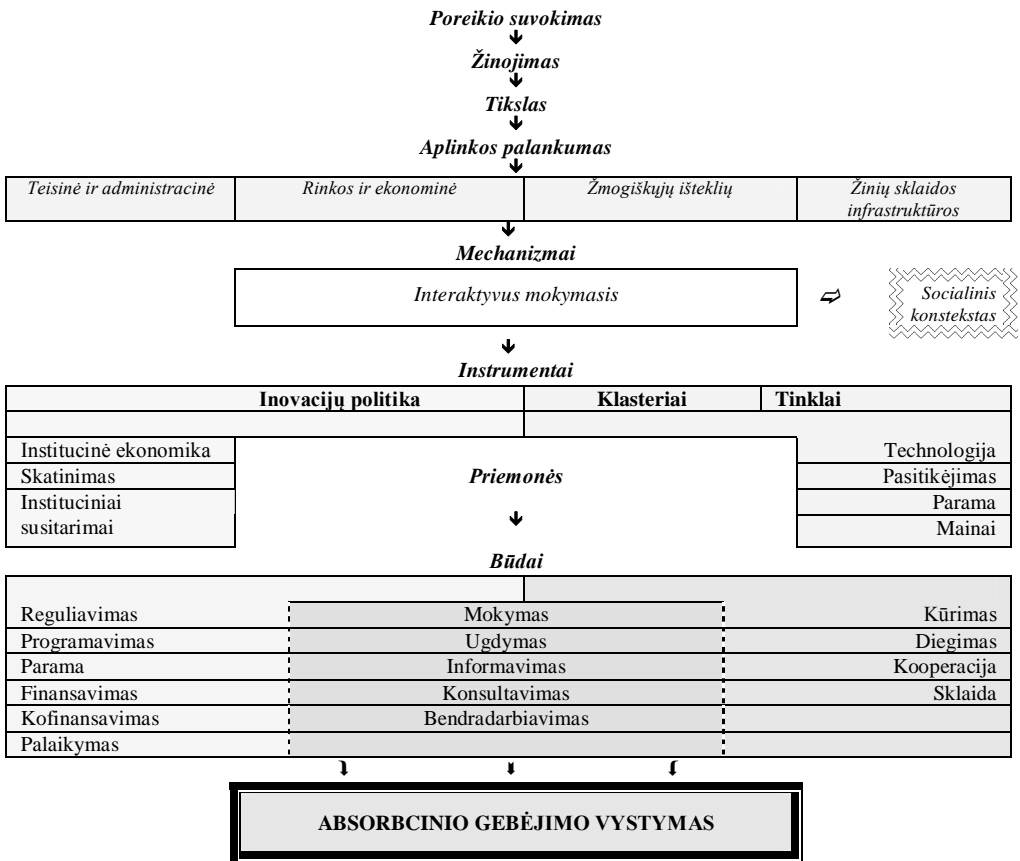 Poreikio suvokimas
Žinojimas
Tikslas
Aplinkos palankumas
Teisinė ir administracinė
Rinkos ir ekonominė
Žmogiškųjų išteklių
Žinių sklaidos
infrastruktūros
Mechanizmai
Interaktyvus mokymasis
Socialinis
konstekstas
Instrumentai
Inovacijų politika
Klasteriai
Tinklai
Institucinė ekonomika
Skatinimas
Instituciniai
susitarimai
Priemonės
Technologija
Pasitikėjimas
Parama
Mainai
Būdai
Reguliavimas
Mokymas
Kūrimas
Programavimas
Ugdymas
Diegimas
Parama
Informavimas
Kooperacija
Finansavimas
Konsultavimas
Sklaida
Kofinansavimas
Bendradarbiavimas
Palaikymas
ABSORBCINIO GEBĖJIMO VYSTYMAS